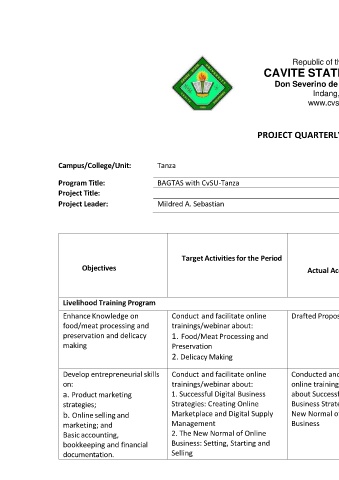 Republic of th
CAVITE STATE
Don Severino de
Indang,
www.cvs
PROJECT QUARTERLY
Campus/College/Unit: Tanza
Program Title: BAGTAS with CvSU-Tanza
Project Title:
Project Leader: Mildred A. Sebastian
Objectives
Target Activities for the Period
Actual Acc
Livelihood Training Program
Enhance Knowledge on
food/meat processing and
preservation and delicacy
making
Conduct and facilitate online
trainings/webinar about:
1. Food/Meat Processing and
Preservation
2. Delicacy Making
Drafted Propos
Develop entrepreneurial skills
on:
a. Product marketing
strategies;
b. Online selling and
marketing; and
Basic accounting,
bookkeeping and financial
documentation.
Conduct and facilitate online
trainings/webinar about:
1. Successful Digital Business
Strategies: Creating Online
Marketplace and Digital Supply
Management
2. The New Normal of Online
Business: Setting, Starting and
Selling
Conducted and
online training
about Successf
Business Strate
New Normal o
Business